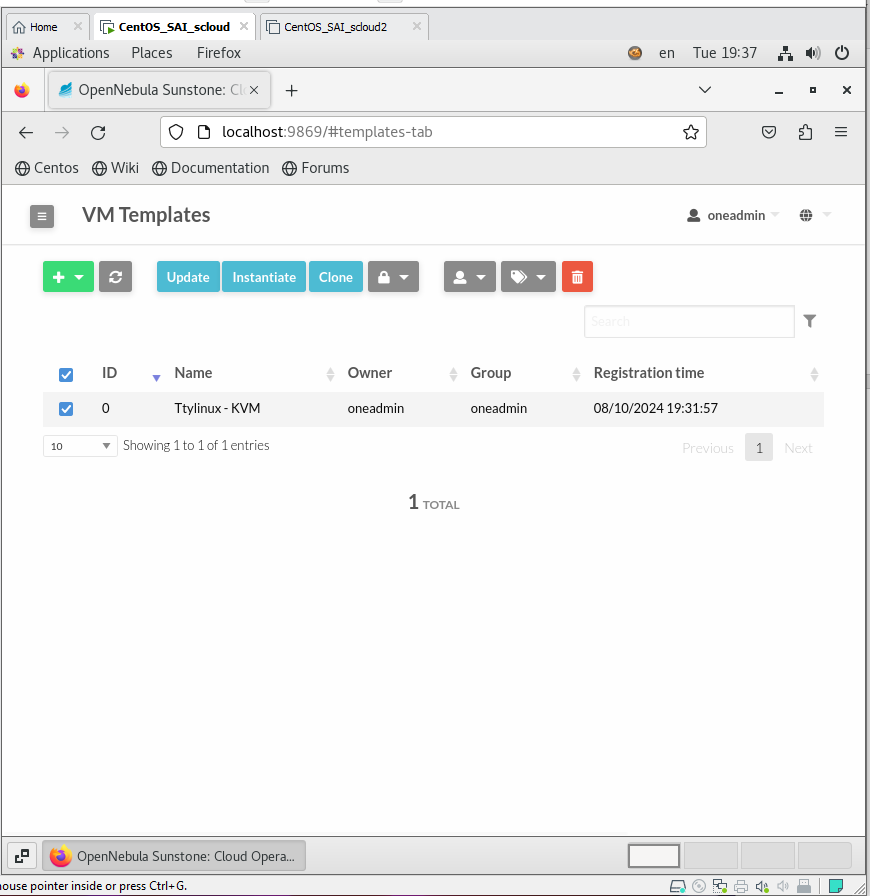 Home
CentOS_SAI_scloud
CentOS_SAI_scloud2
Applications Places Firefox en Tue 19:37
OpenNebula Sunstone: Cl
localhost:9869/#templates-tab
Centos Wiki Documentation Forums
VM Templates
oneadmin
Update Instantiate Clone
Search
ID Name Owner Group Registration time
0 Ttylinux - KVM oneadmin oneadmin 08/10/2024 19:31:57
10 Showing 1 to 1 of 1 entries Previous 1 Next
1 TOTAL
OpenNebula Sunstone: Cloud Opera...
ouse pointer inside or press Ctrl+G.